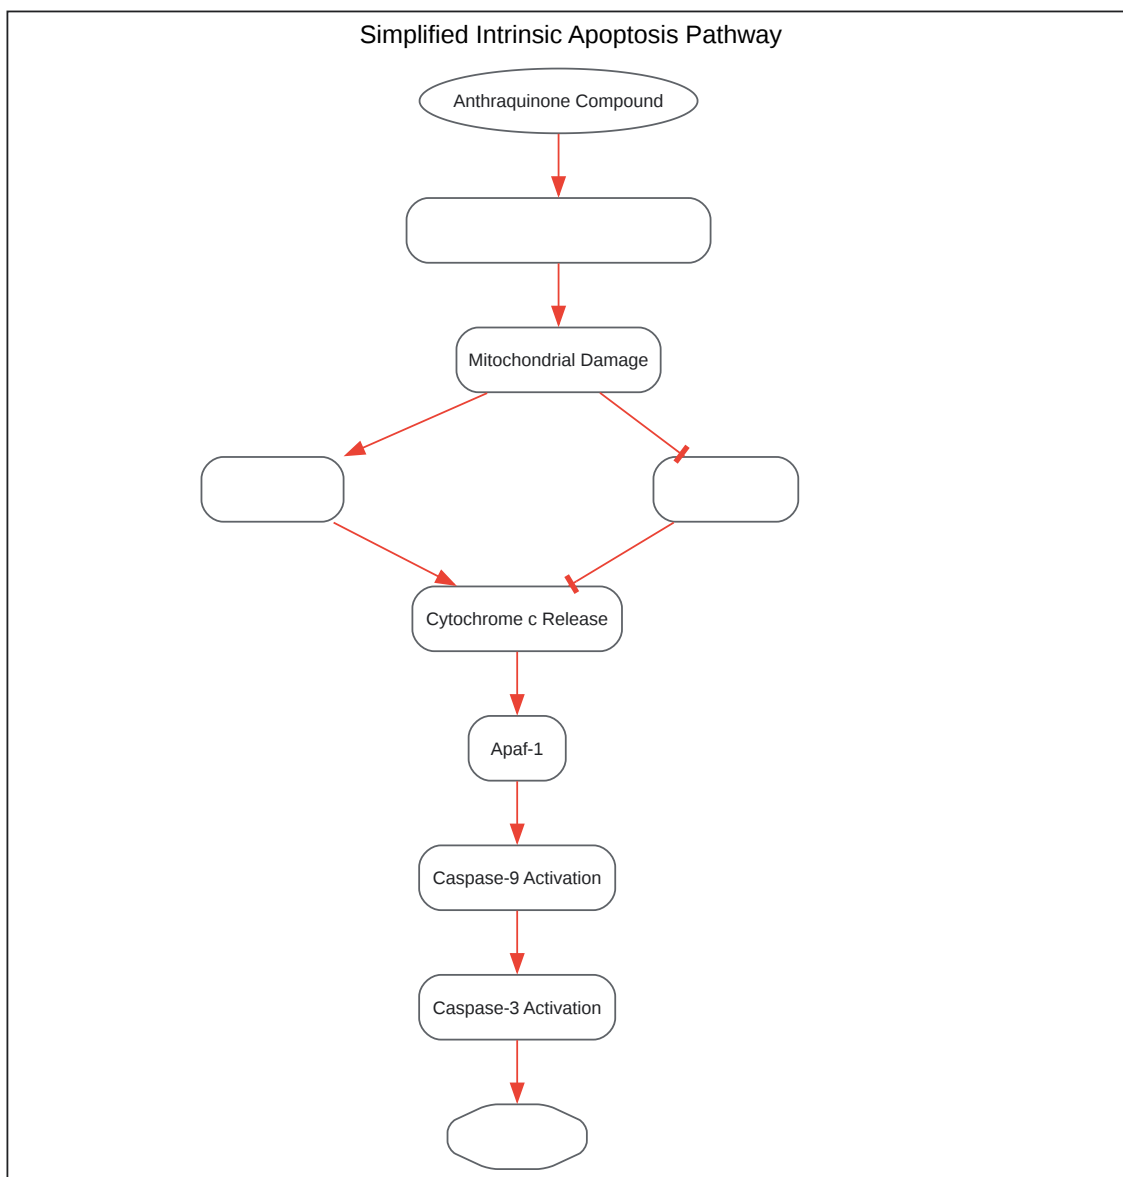 Simplified Intrinsic Apoptosis Pathway
Anthraquinone Compound
Mitochondrial Damage
Cytochrome c Release
Apaf-1
Caspase-9 Activation
Caspase-3 Activation